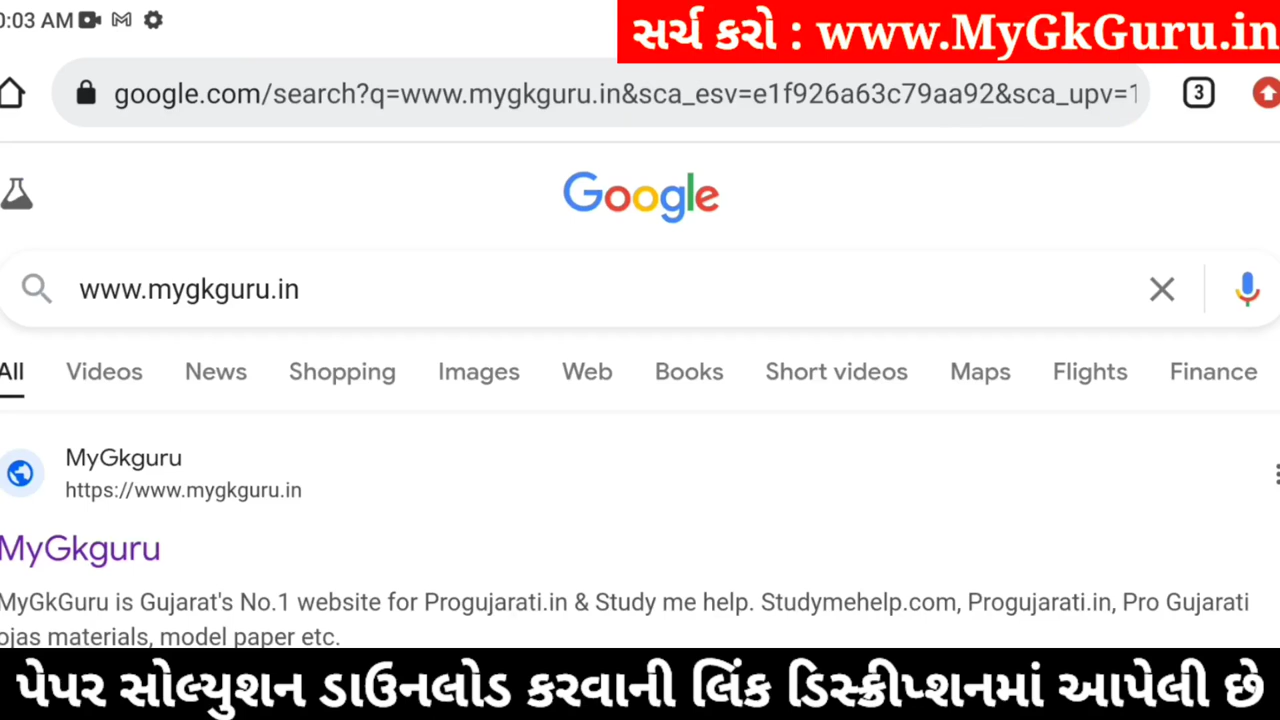 0:03 AM
સર્ચ કરો : www.MyGkGuru.in
google.com/search?q=www.mygkguru.in&sca_esv=e1f926a63c79aa92&sca_upv=1
3
Google
www.mygkguru.in
All Videos News Shopping Images Web Books Short videos Maps Flights Finance
MyGkguru
https://www.mygkguru.in
MyGkguru
MyGkGuru is Gujarat's No.1 website for Progujarati.in & Study me help. Studymehelp.com, Progujarati.in, Pro Gujarati
ojas materials, model paper etc.
પેપર સોલ્યુશન ડાઉનલોડ કરવાની લિંક ડિસ્ક્રીપ્શનમાં આપેલી છે